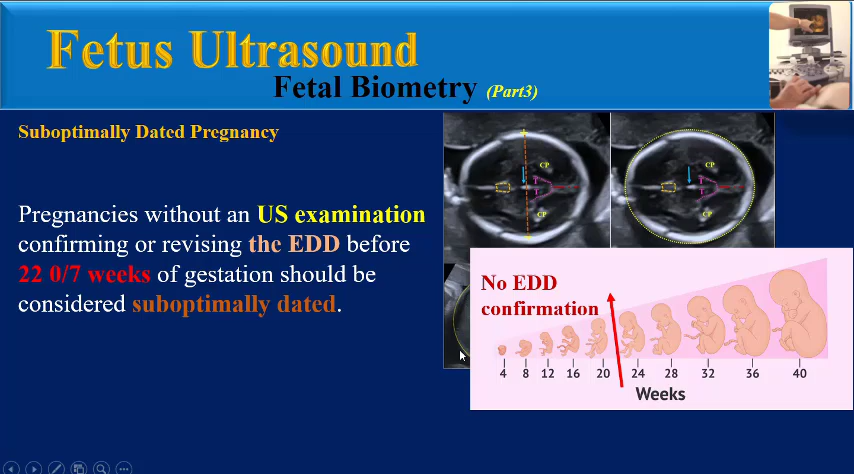 Fetus Ultrasound
Fetal Biometry (Part3)
Suboptimally Dated Pregnancy
Pregnancies without an US examination
confirming or revising the EDD before
22 0/7 weeks of gestation should be
considered suboptimally dated.
CP
CP
CP
CP
No EDD
confirmation
4 8 12 16 20 24 28 32 36 40
Weeks